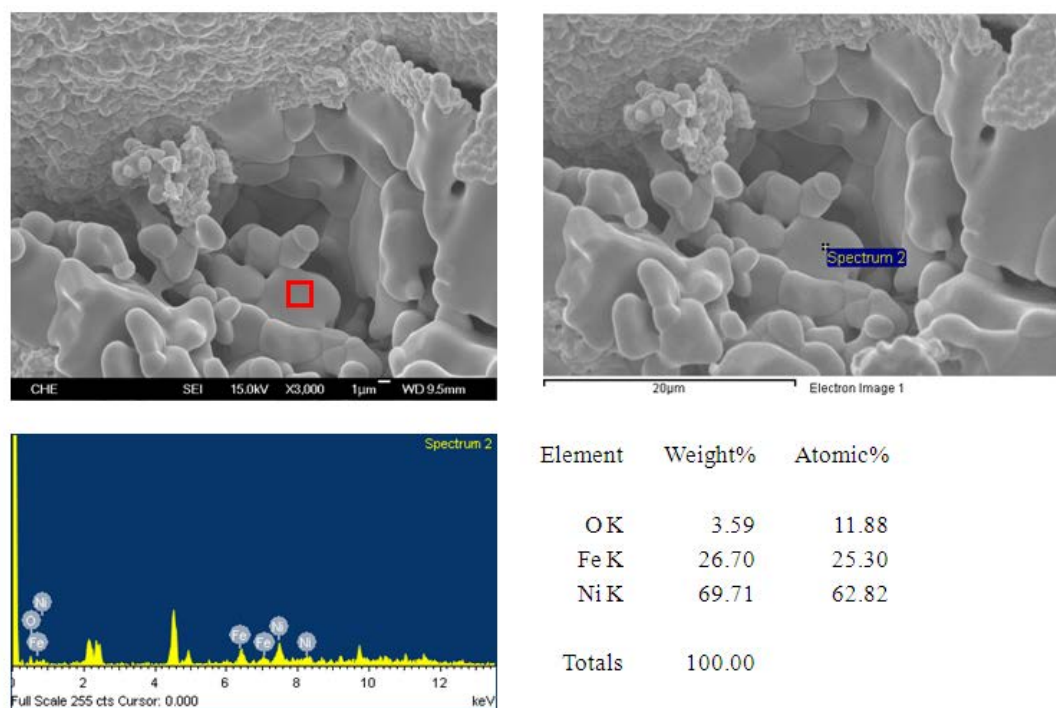 CHE SEI 15.0kV X3,000 1µm WD 9.5mm
Spectrum 2
20µm Electron Image 1
Spectrum 2
Ni
O
Fe
Fe
Fe
Ni
Ni
0 2 4 6 8 10 12
Full Scale 255 cts Cursor: 0.000 keV
Element Weight% Atomic%
O K 3.59 11.88
Fe K 26.70 25.30
Ni K 69.71 62.82
Totals 100.00